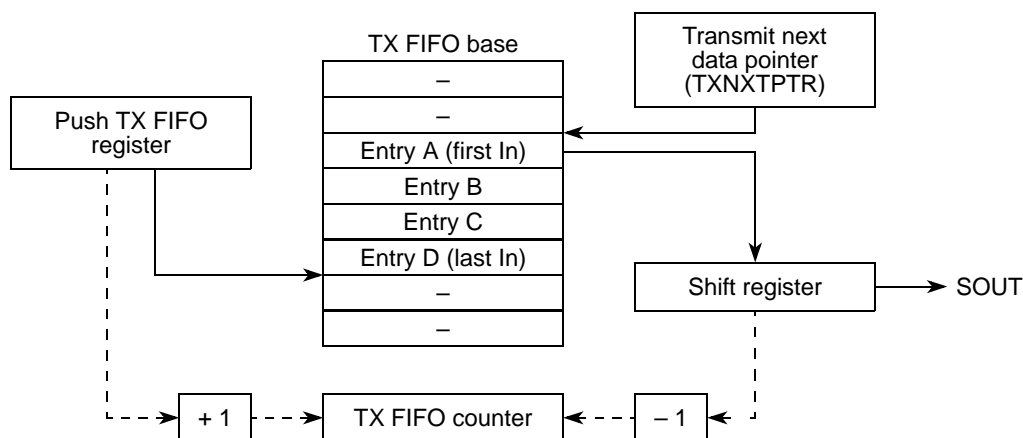 TX FIFO base
Transmit next
data pointer
(TXNXTPTR)
Push TX FIFO
register
–
–
Entry A (first In)
Entry B
Entry C
Entry D (last In)
–
–
Shift register
SOUT
+ 1
TX FIFO counter
– 1